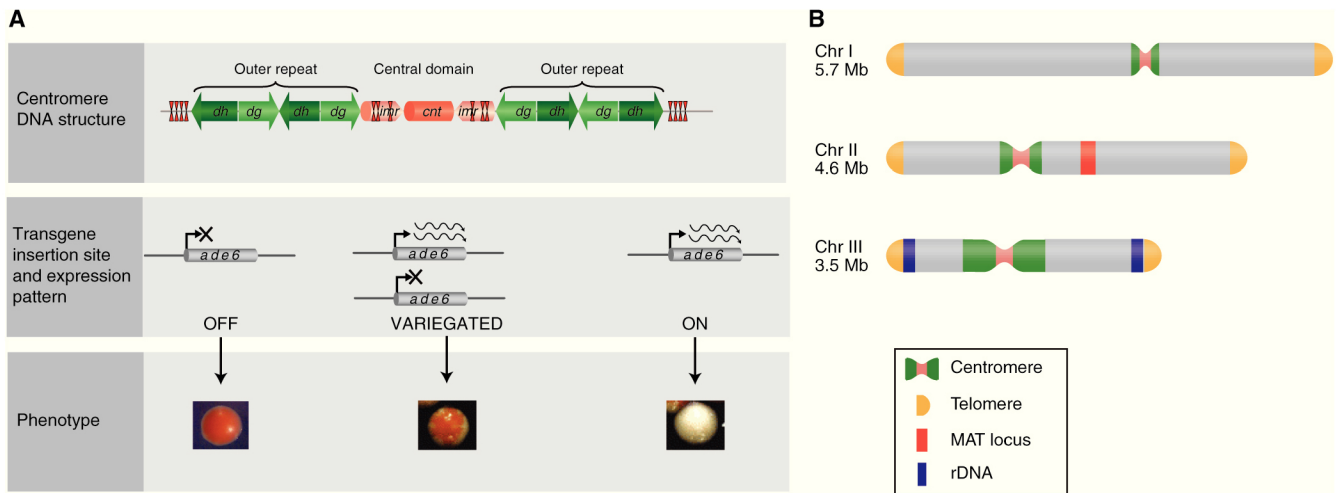 A
Centromere
DNA structure
Outer repeat
Central domain
Outer repeat
dh
dg
dh
dg
imr
cnt
imr
dg
dh
dg
dh
Transgene
insertion site
and expression
pattern
ade6
ade6
ade6
ade6
OFF
VARIEGATED
ON
Phenotype
B
Chr I
5.7 Mb
Chr II
4.6 Mb
Chr III
3.5 Mb
Centromere
Telomere
MAT locus
rDNA